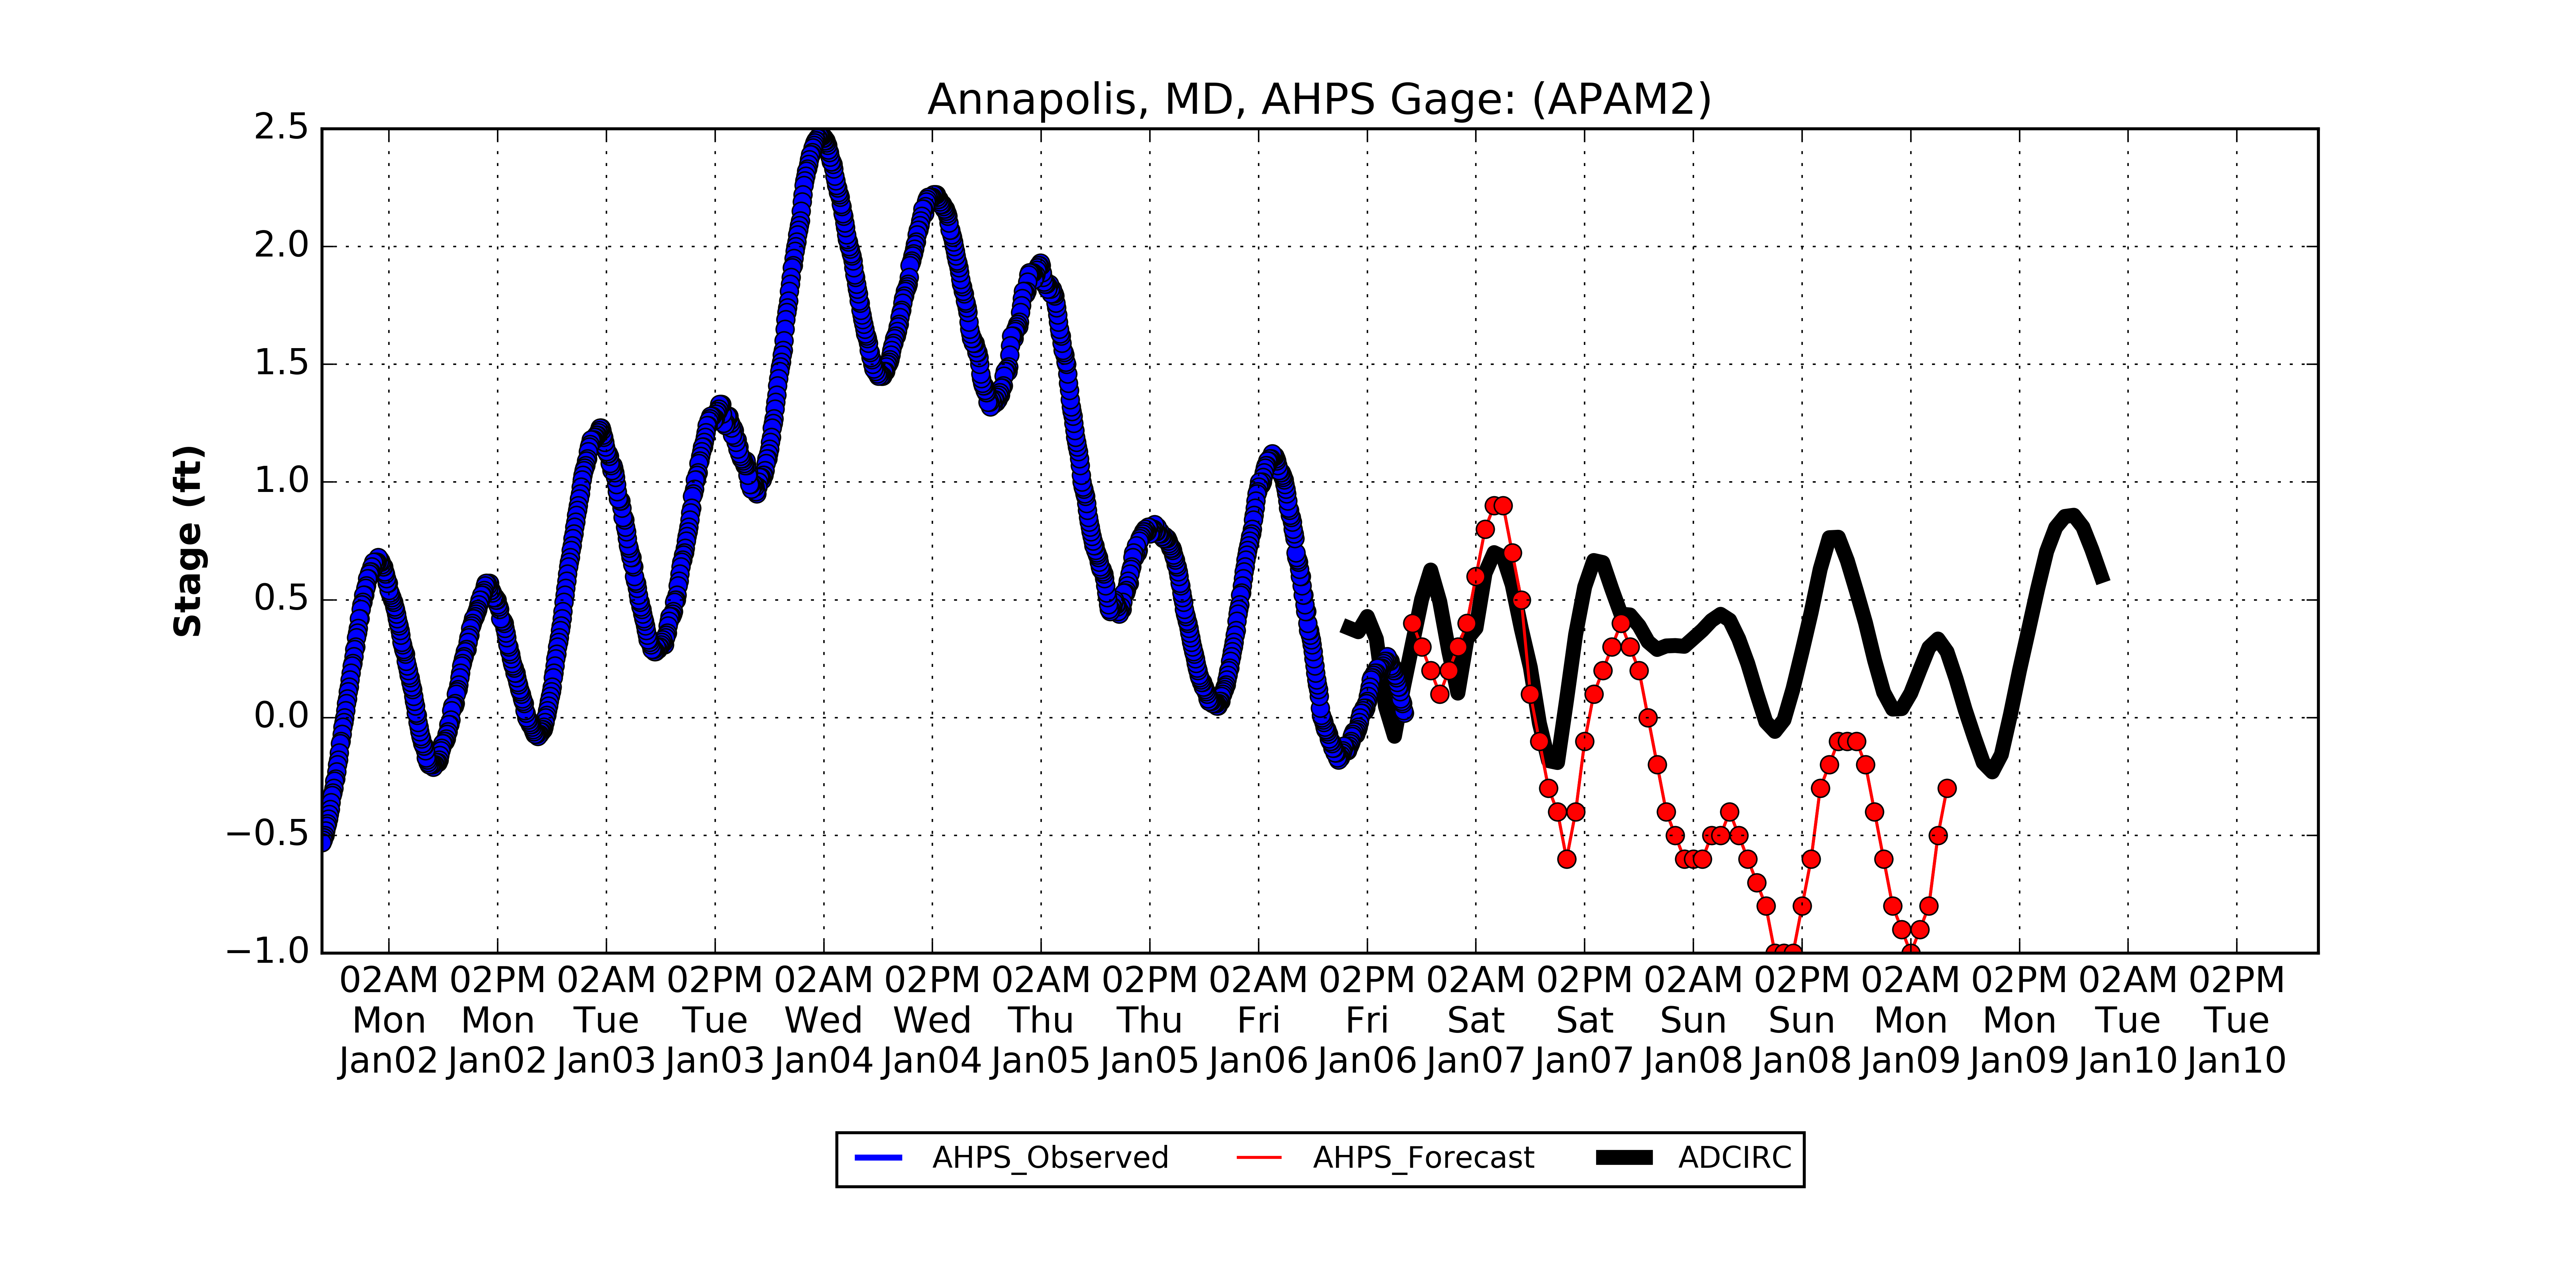 Annapolis, MD, AHPS Gage: (APAM2)
Stage (ft)
2.5
2.0
1.5
1.0
0.5
0.0
−0.5
−1.0
02AM 02PM 02AM 02PM 02AM 02PM 02AM 02PM 02AM 02PM 02AM 02PM 02AM 02PM 02AM 02PM 02AM 02PM
Mon Mon Tue Tue Wed Wed Thu Thu Fri Fri Sat Sat Sun Sun Mon Mon Tue Tue
Jan02 Jan02 Jan03 Jan03 Jan04 Jan04 Jan05 Jan05 Jan06 Jan06 Jan07 Jan07 Jan08 Jan08 Jan09 Jan09 Jan10 Jan10
AHPS_Observed AHPS_Forecast ADCIRC